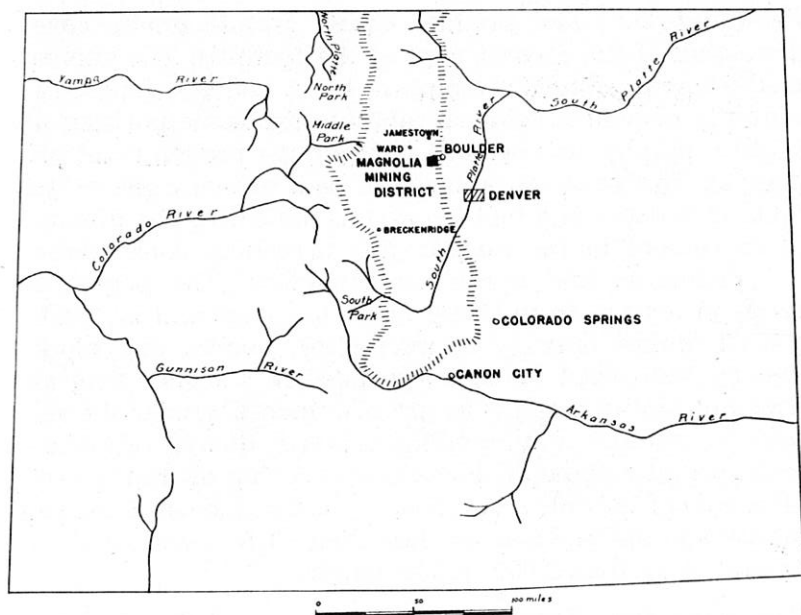 North Platte
River
Yampa River
North Park
South Platte River
Middle Park
JAMESTOWN
WARD
BOULDER
MAGNOLIA
MINING
DISTRICT
Platte River
DENVER
Colorado River
BRECKENRIDGE
South
South Park
COLORADO SPRINGS
Gunnison River
CANON CITY
Arkansas River
0 50 100 miles